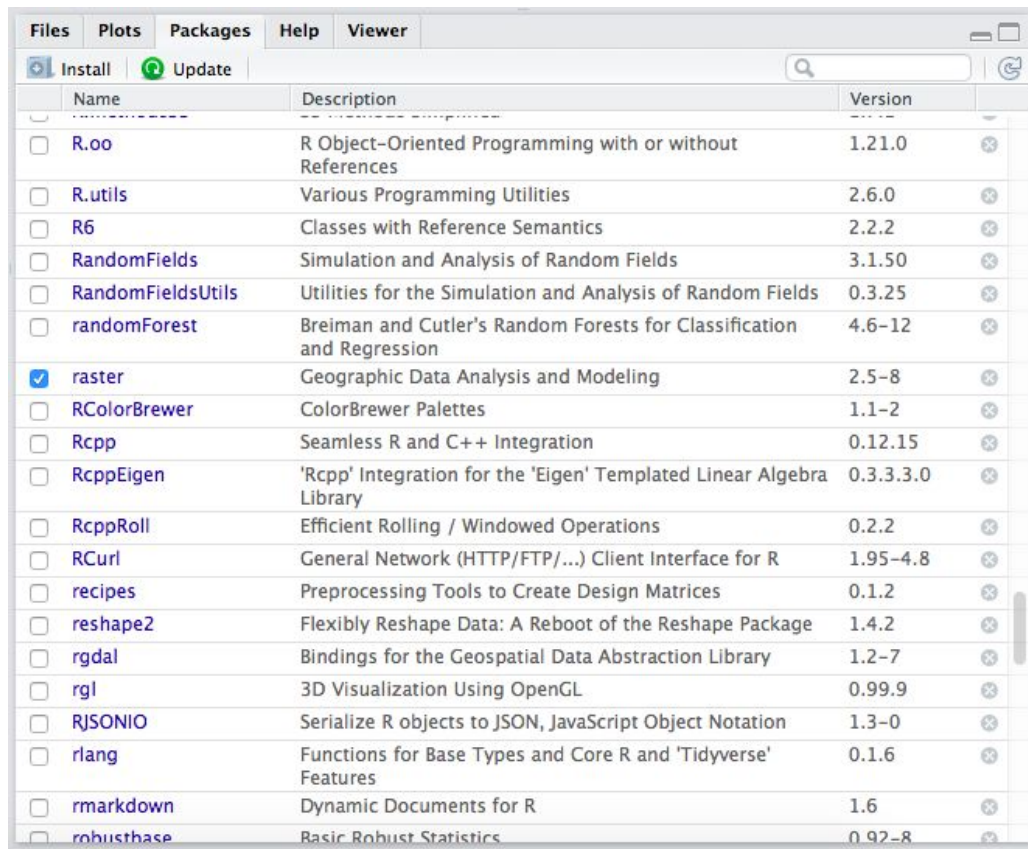 Files Plots Packages Help Viewer
Install Update
Name Description Version
R.oo R Object-Oriented Programming with or without 1.21.0
References
R.utils Various Programming Utilities 2.6.0
R6 Classes with Reference Semantics 2.2.2
RandomFields Simulation and Analysis of Random Fields 3.1.50
RandomFieldsUtils Utilities for the Simulation and Analysis of Random Fields 0.3.25
randomForest Breiman and Cutler's Random Forests for Classification 4.6-12
and Regression
raster Geographic Data Analysis and Modeling 2.5-8
RColorBrewer ColorBrewer Palettes 1.1-2
Rcpp Seamless R and C++ Integration 0.12.15
RcppEigen 'Rcpp' Integration for the 'Eigen' Templated Linear Algebra 0.3.3.3.0
Library
RcppRoll Efficient Rolling / Windowed Operations 0.2.2
RCurl General Network (HTTP/FTP/...) Client Interface for R 1.95-4.8
recipes Preprocessing Tools to Create Design Matrices 0.1.2
reshape2 Flexibly Reshape Data: A Reboot of the Reshape Package 1.4.2
rgdal Bindings for the Geospatial Data Abstraction Library 1.2-7
rgl 3D Visualization Using OpenGL 0.99.9
RJSONIO Serialize R objects to JSON, JavaScript Object Notation 1.3-0
rlang Functions for Base Types and Core R and 'Tidyverse' 0.1.6
Features
rmarkdown Dynamic Documents for R 1.6
robustbase Basic Robust Statistics 0.92-8